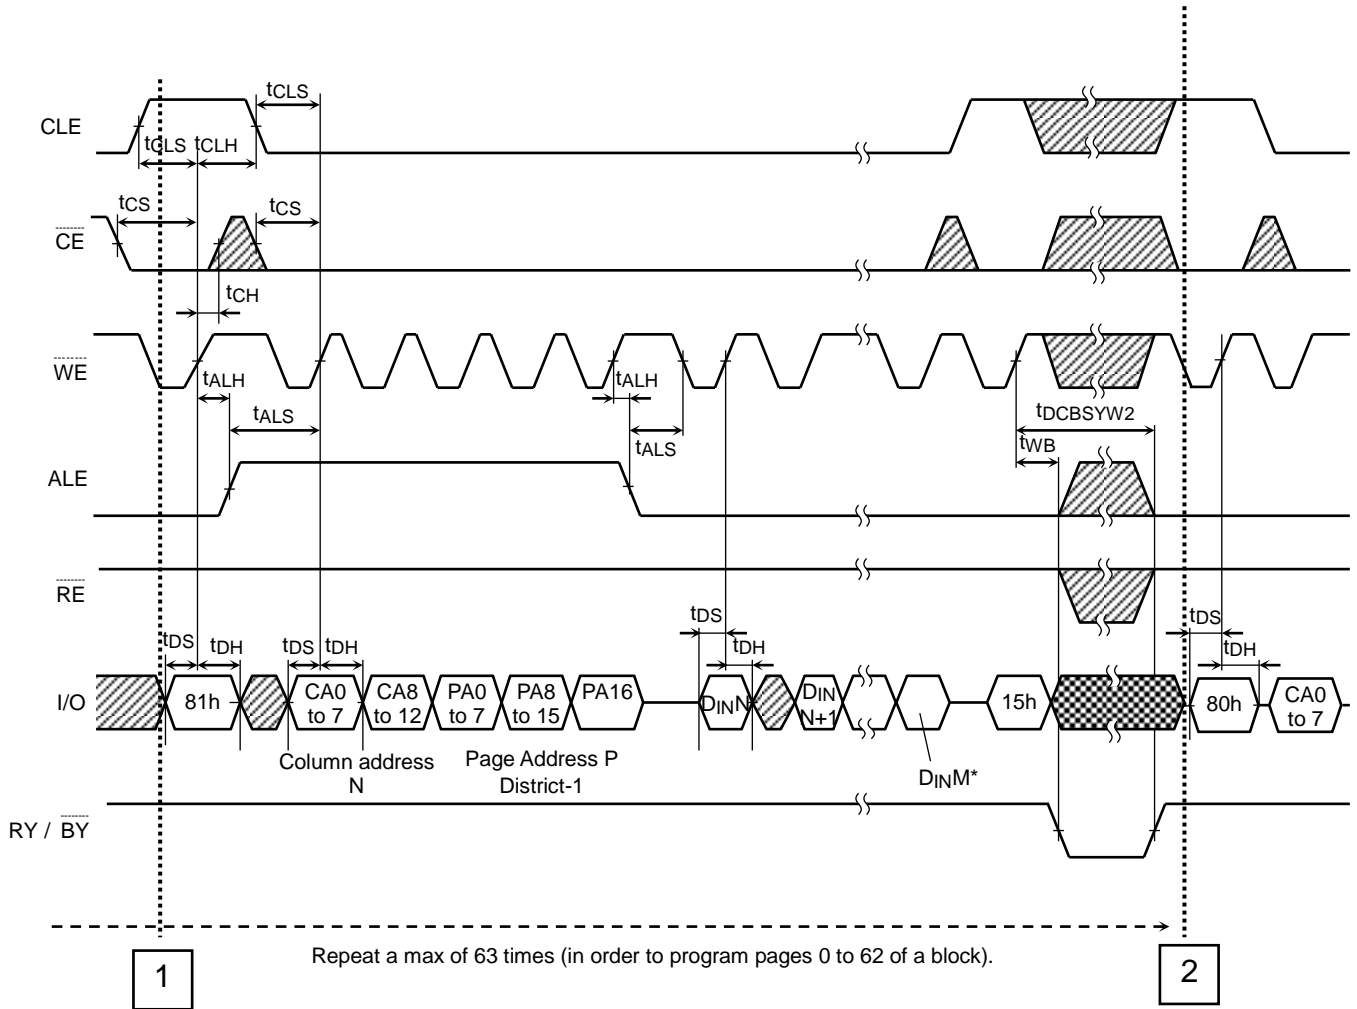 CLE
tCLS
tCLS
tCLH
CE
tCS
tCS
tCH
WE
tALH
tALS
tALH
tALS
tDCBSYW2
tWB
ALE
RE
tDS
tDH
tDS
tDH
tDS
tDH
tDS
tDH
I/O
81h
CA0
to 7
CA8
to 12
PA0
to 7
PA8
to 15
PA16
DINN
DIN
N+1
15h
80h
CA0
to 7
Column address
N
Page Address P
District-1
DINM*
RY / BY
Repeat a max of 63 times (in order to program pages 0 to 62 of a block).
1
2